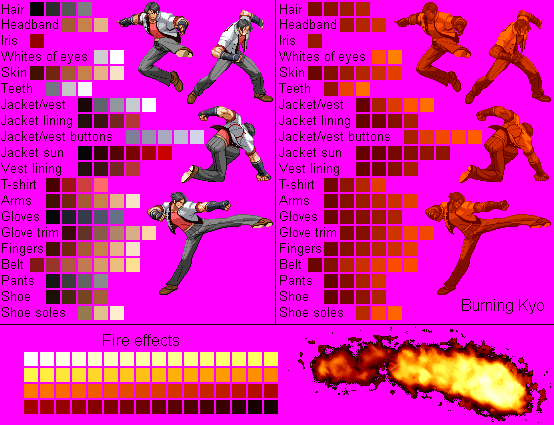 Hair
Headband
Iris
Whites of eyes
Skin
Teeth
Jacket/vest
Jacket lining
Jacket/vest buttons
Jacket sun
Vest lining
T-shirt
Arms
Gloves
Glove trim
Fingers
Belt
Pants
Shoe
Shoe soles
Hair
Headband
Iris
Whites of eyes
Skin
Teeth
Jacket/vest
Jacket lining
Jacket/vest buttons
Jacket sun
Vest lining
T-shirt
Arms
Gloves
Glove trim
Fingers
Belt
Pants
Shoe
Shoe soles
Burning Kyo
Fire effects